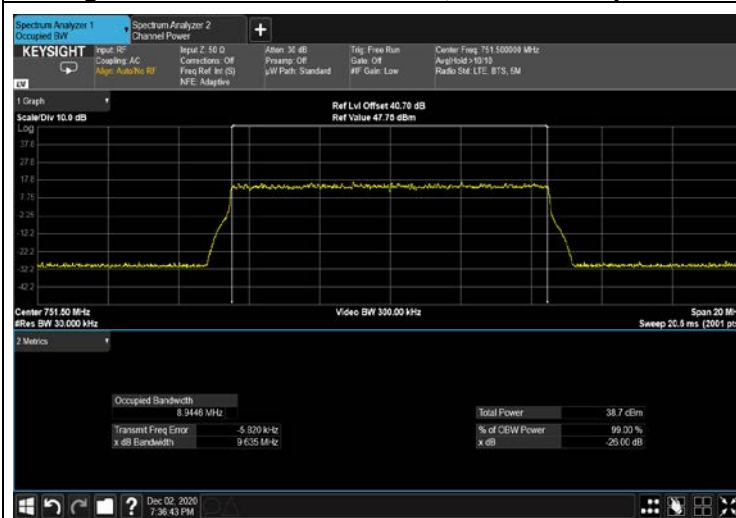 Spectrum Analyzer 1
Occupied BW
Spectrum Analyzer 2
Channel Power
KEYSIGHT
Input: RF
Coupling: AC
Align: Auto/No RF
Input Z: 50 Ω
Corrections: Off
Freq Ref: Int (S)
NFE: Adaptive
Atten: 30 dB
Preamp: Off
µW Path: Standard
Trig: Free Run
Gate: Off
#IF Gain: Low
Center Freq: 751.500000 MHz
Avg|Hold:>10/10
Radio Std: LTE, BTS, 5M
1 Graph
Scale/Div 10.0 dB
Ref Lvl Offset 40.70 dB
Ref Value 47.75 dBm
Log
37.8
27.8
17.8
7.75
-2.25
-12.2
-22.2
-32.2
-42.2
Center 751.50 MHz
#Res BW 30.000 kHz
Video BW 300.00 kHz
Span 20 MH
Sweep 20.5 ms (2001 pts
2 Metrics
Occupied Bandwidth
8.9446 MHz
Transmit Freq Error -5.820 kHz
x dB Bandwidth 9.635 MHz
Total Power 38.7 dBm
% of OBW Power 99.00 %
x dB -26.00 dB
?
Dec 02, 2020
7:36:43 PM